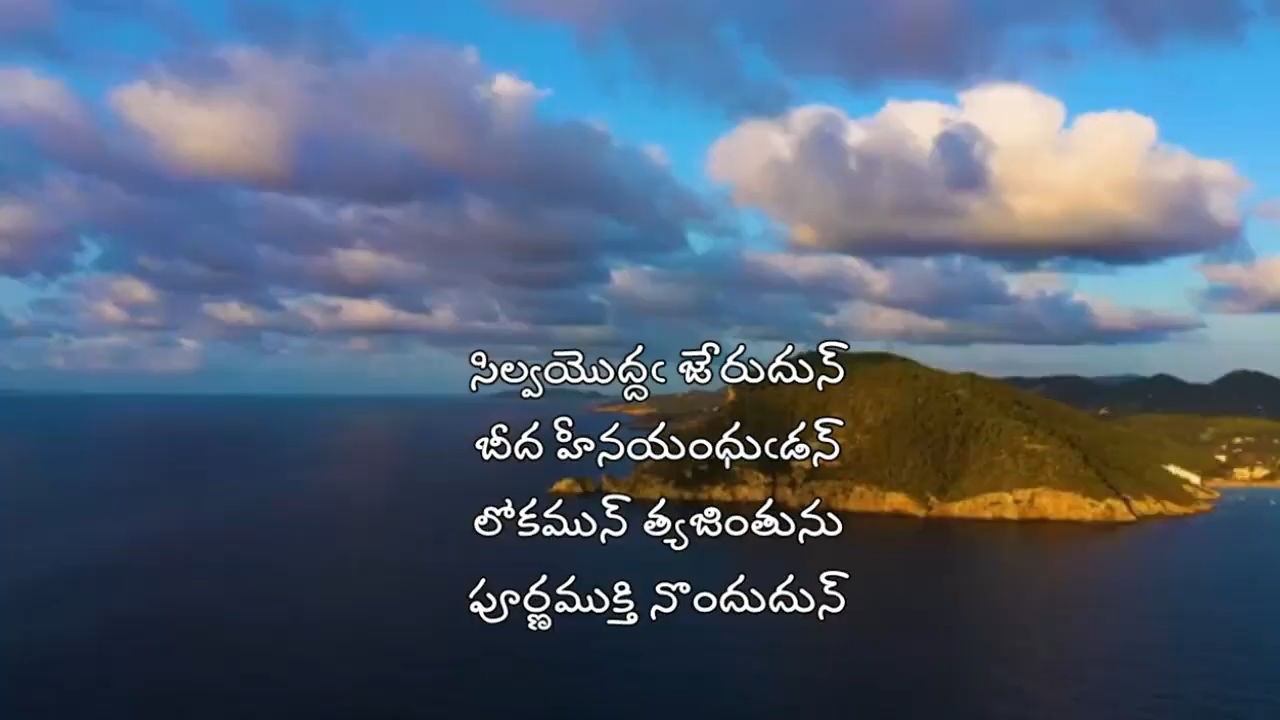 సిల్వయొద్దఁ జేరుదున్
బీద హీనయంధుఁడన్
లోకమున్ త్యజింతును
పూర్ణముక్తి నొందుదున్